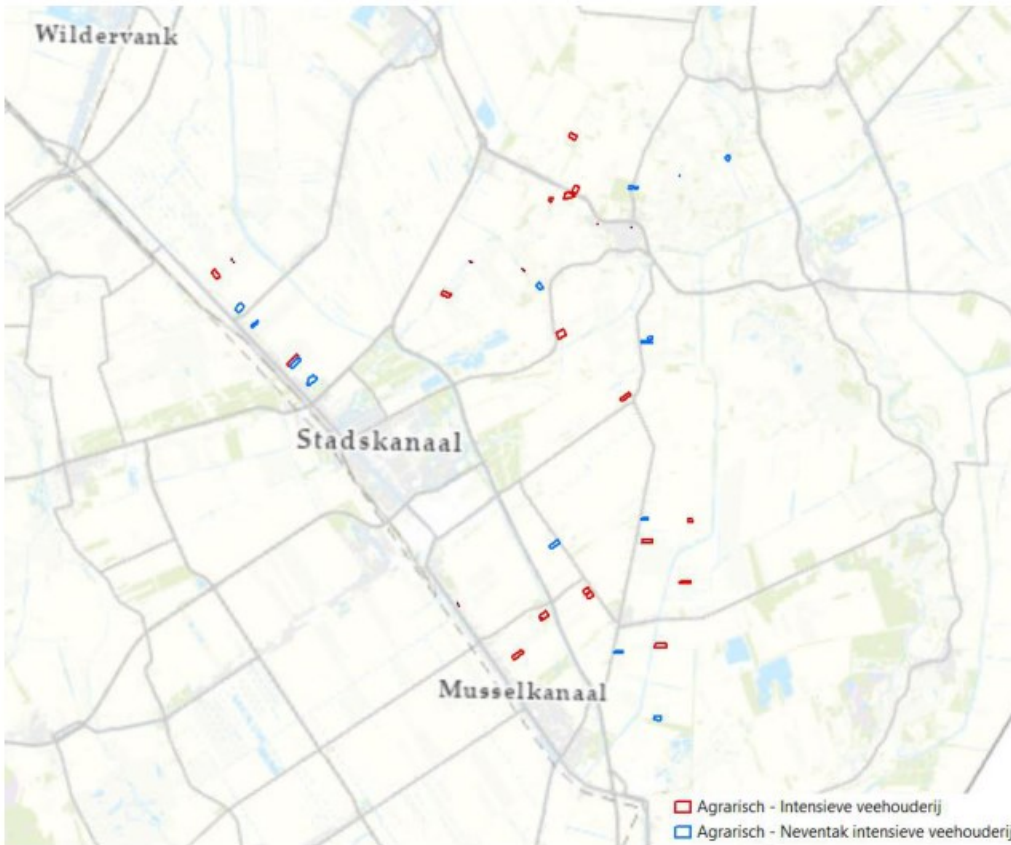 Wildervank
Stadskanaal
Musselkanaal
Agrarisch - Intensieve veehouderij
Agrarisch - Neventak intensieve veehouderij